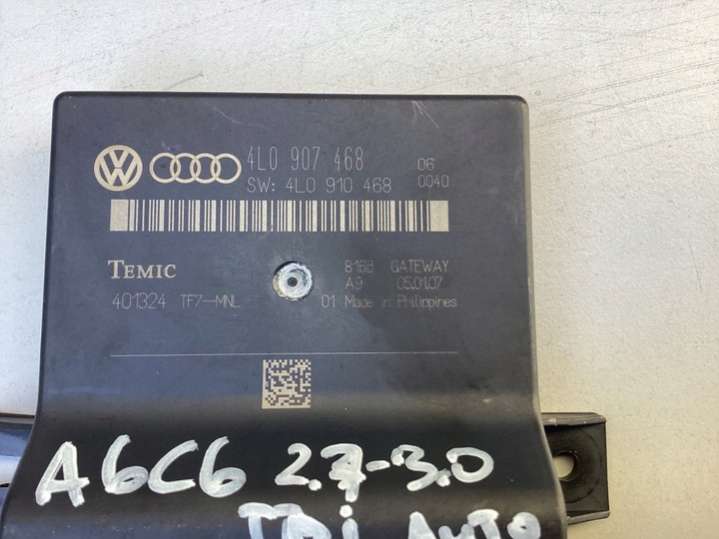 4L0 907 468 06
SW: 4L0 910 468 0040
TEMIC 8168 GATEWAY
A9 05.01.07
401324 TF7-MNL 01 Made in Philippines
A6C6 2.7-3.0
TDi AUTO